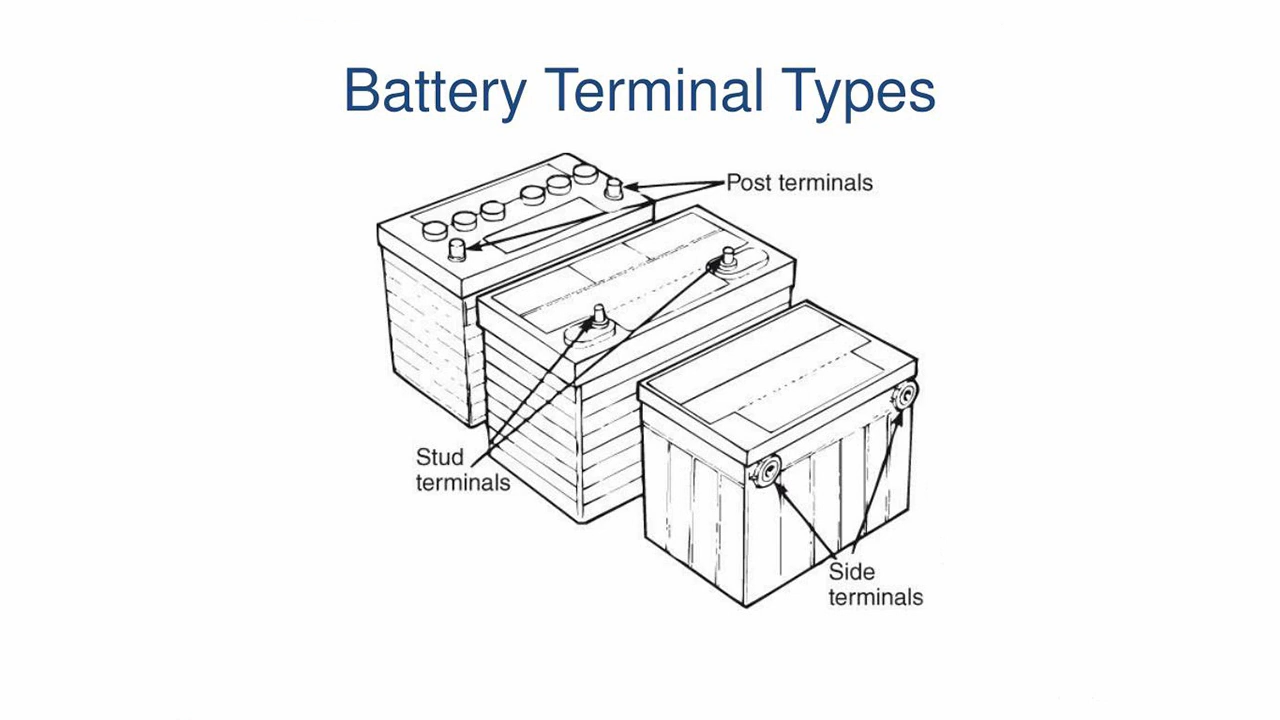 Battery Terminal Types
Post terminals
Stud
terminals
Side
terminals